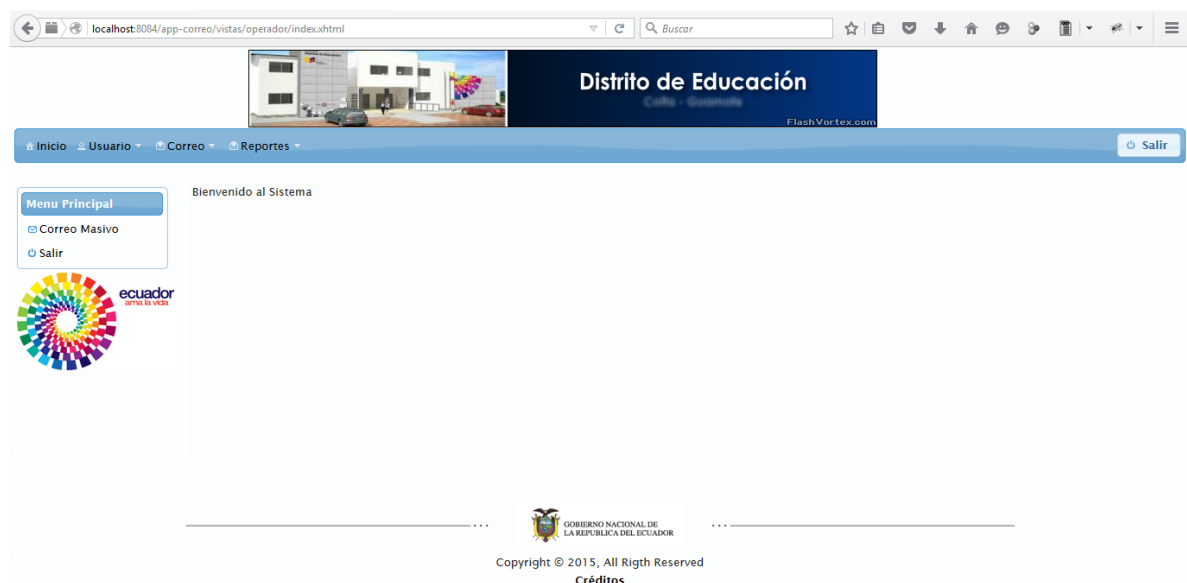 localhost:8084/app-correo/vistas/operador/index.xhtml
Buscar
Distrito de Educación
Colta - Guamote
FlashVortex.com
Inicio Usuario Correo Reportes
Salir
Menu Principal
Correo Masivo
Salir
Bienvenido al Sistema
ecuador
ama la vida
GOBIERNO NACIONAL DE
LA REPUBLICA DEL ECUADOR
Copyright © 2015, All Rigth Reserved
Créditos